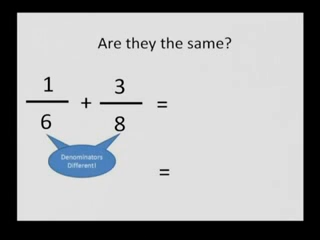 Are they the same?
1/6 + 3/8 =
Denominators
Different!
=